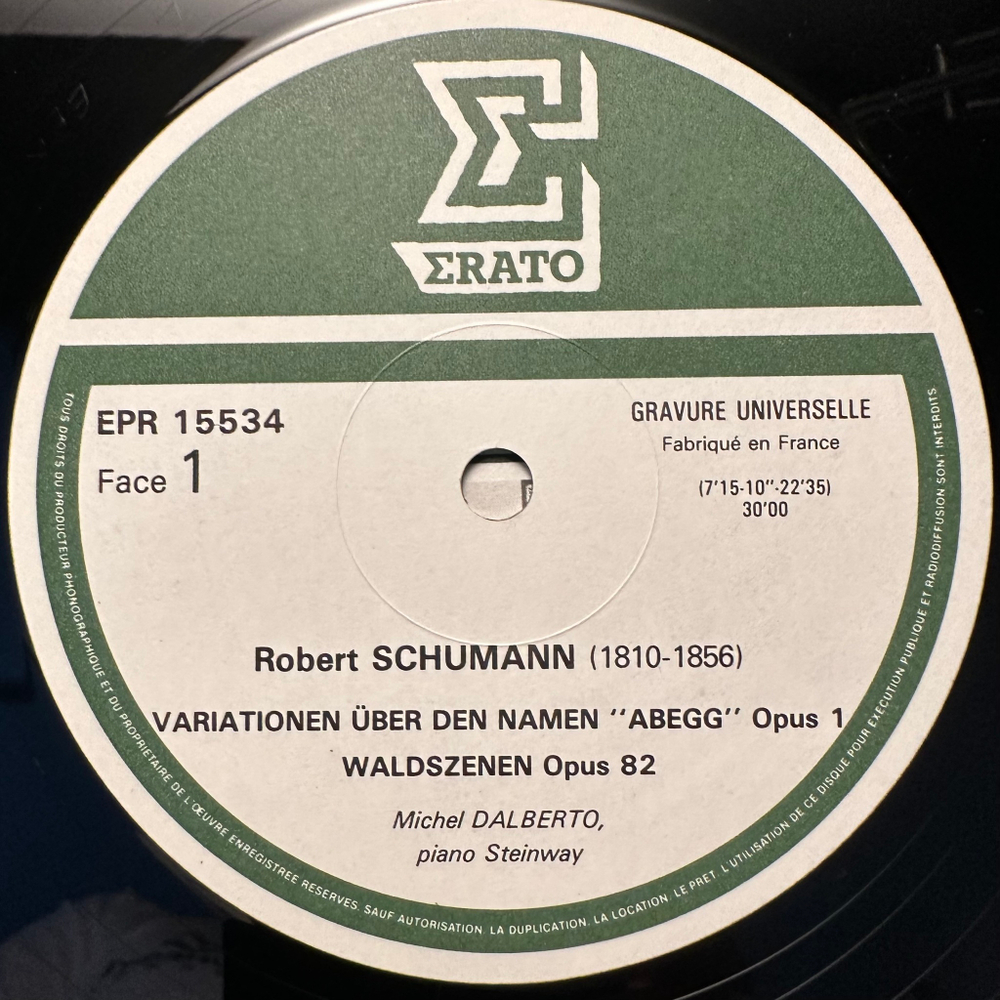 ΣRATO
EPR 15534
Face 1
GRAVURE UNIVERSELLE
Fabriqué en France
(7'15-10''-22'35)
30'00
Robert SCHUMANN (1810-1856)
VARIATIONEN ÜBER DEN NAMEN ''ABEGG'' Opus 1
WALDSZENEN Opus 82
Michel DALBERTO,
piano Steinway
TOUS DROITS DU PRODUCTEUR PHONOGRAPHIQUE ET DU PROPRIETAIRE DE L'ŒUVRE ENREGISTREE RESERVES. SAUF AUTORISATION LA DUPLICATION. LA LOCATION. LE PRET. L'UTILISATION DE CE DISQUE POUR EXECUTION PUBLIQUE ET RADIODIFFUSION SONT INTERDITS